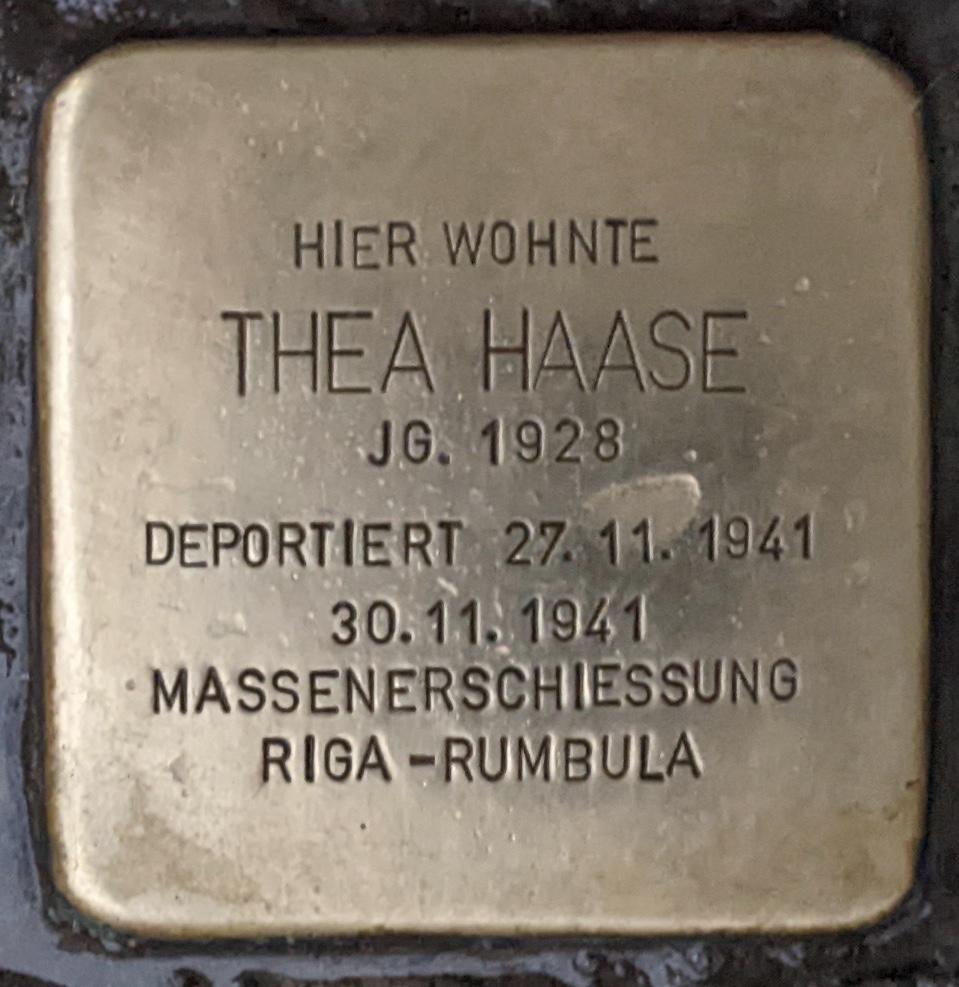 HIER WOHNTE
THEA HAASE
JG. 1928
DEPORTIERT 27. 11. 1941
30. 11. 1941
MASSENERSCHIESSUNG
RIGA - RUMBULA